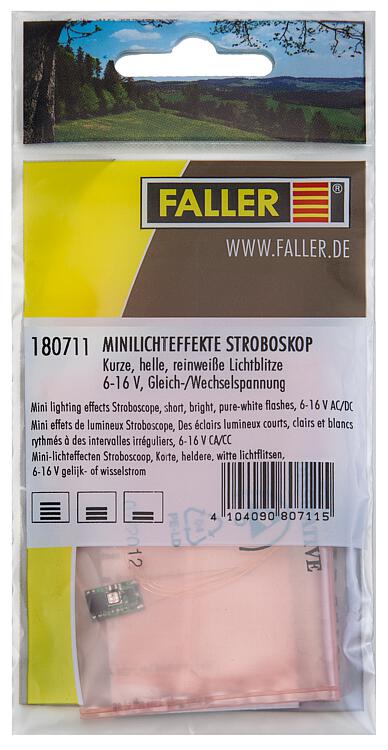 FALLER®
WWW.FALLER.DE
180711 MINILICHTEFFEKTE STROBOSKOP
Kurze, helle, reinweiße Lichtblitze
6-16 V, Gleich-/Wechselspannung
Mini lighting effects Stroboscope, short, bright, pure-white flashes, 6-16 V AC/DC
Mini effets de lumineux Stroboscope, Des éclairs lumineux courts, clairs et blancs
rythmés à des intervalles irréguliers, 6-16 V CA/CC
Mini-lichteffecten Stroboscoop, Korte, heldere, witte lichtflitsen,
6-16 V gelijk- of wisselstrom
4 104090 807115
PE-LD